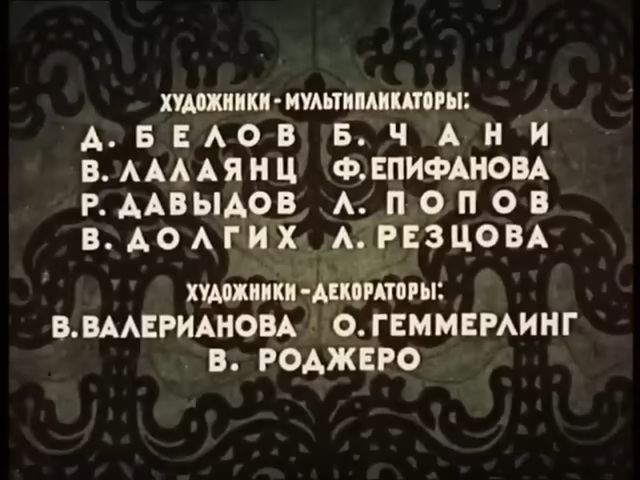 ХУДОЖНИКИ-МУЛЬТИПЛИКАТОРЫ:
Д. БЕЛОВ Б. ЧАНИ
В. ЛАЛАЯНЦ Ф. ЕПИФАНОВА
Р. ДАВЫДОВ Л. ПОПОВ
В. ДОЛГИХ Л. РЕЗЦОВА
ХУДОЖНИКИ-ДЕКОРАТОРЫ:
В. ВАЛЕРИАНОВА О. ГЕММЕРЛИНГ
В. РОДЖЕРО